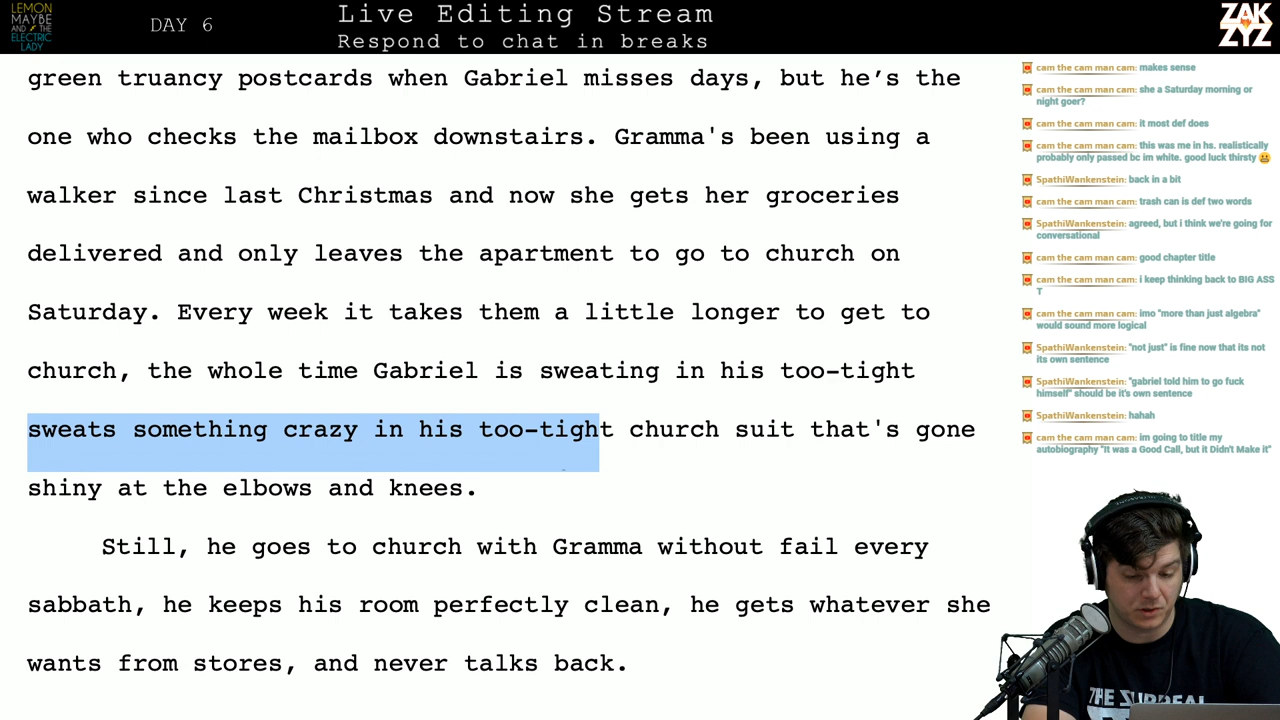 LEMON
MAYBE
AND THE
ELECTRIC
LADY
DAY 6
Live Editing Stream
Respond to chat in breaks
ZAK
ZYZ
green truancy postcards when Gabriel misses days, but he’s the
one who checks the mailbox downstairs. Gramma's been using a
walker since last Christmas and now she gets her groceries
delivered and only leaves the apartment to go to church on
Saturday. Every week it takes them a little longer to get to
church, the whole time Gabriel is sweating in his too-tight
sweats something crazy in his too-tight church suit that's gone
shiny at the elbows and knees.
Still, he goes to church with Gramma without fail every
sabbath, he keeps his room perfectly clean, he gets whatever she
wants from stores, and never talks back.
cam the cam man cam: makes sense
cam the cam man cam: she a Saturday morning or
night goer?
cam the cam man cam: it most def does
cam the cam man cam: this was me in hs. realistically
probably only passed bc im white. good luck thirsty
SpathiWankenstein: back in a bit
cam the cam man cam: trash can is def two words
SpathiWankenstein: agreed, but i think we're going for
conversational
cam the cam man cam: good chapter title
cam the cam man cam: i keep thinking back to BIG ASS
T
cam the cam man cam: imo "more than just algebra"
would sound more logical
SpathiWankenstein: "not just" is fine now that its not
its own sentence
SpathiWankenstein: "gabriel told him to go fuck
himself" should be it's own sentence
SpathiWankenstein: hahah
cam the cam man cam: im going to title my
autobiography "It was a Good Call, but it Didn't Make it"
THE SURREAL